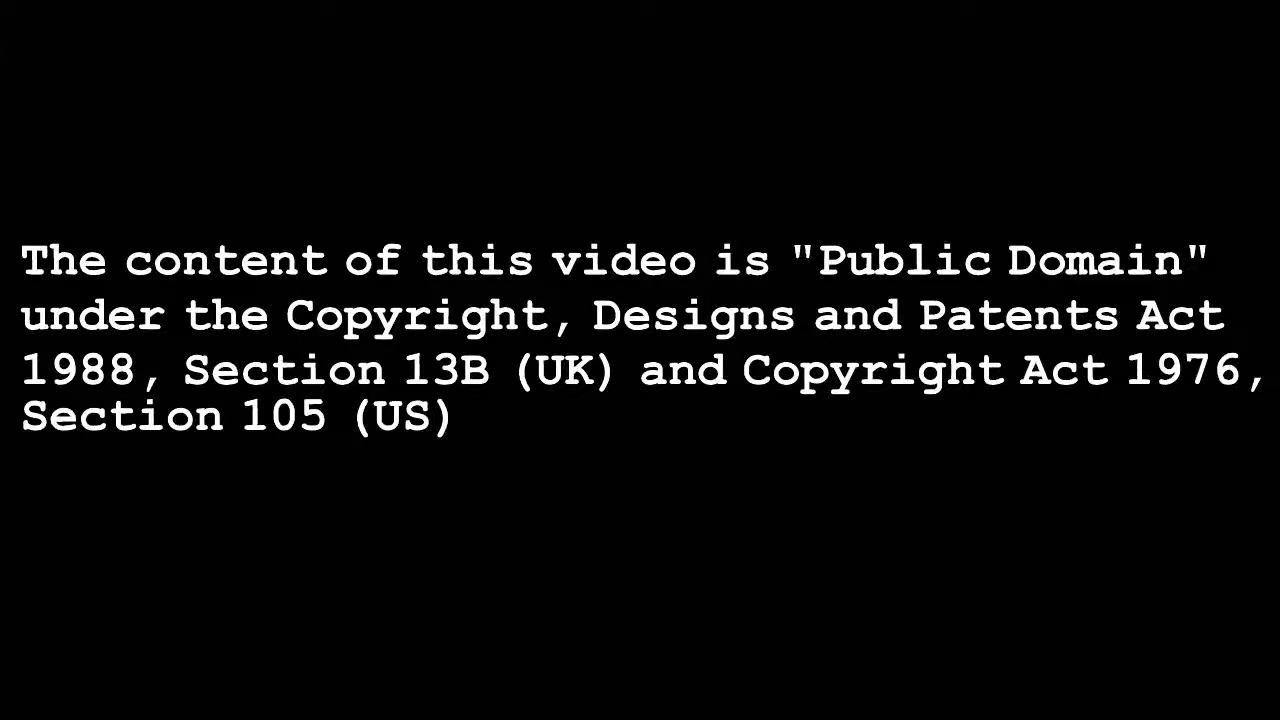 The content of this video is "Public Domain"
under the Copyright, Designs and Patents Act
1988, Section 13B (UK) and Copyright Act 1976,
Section 105 (US)